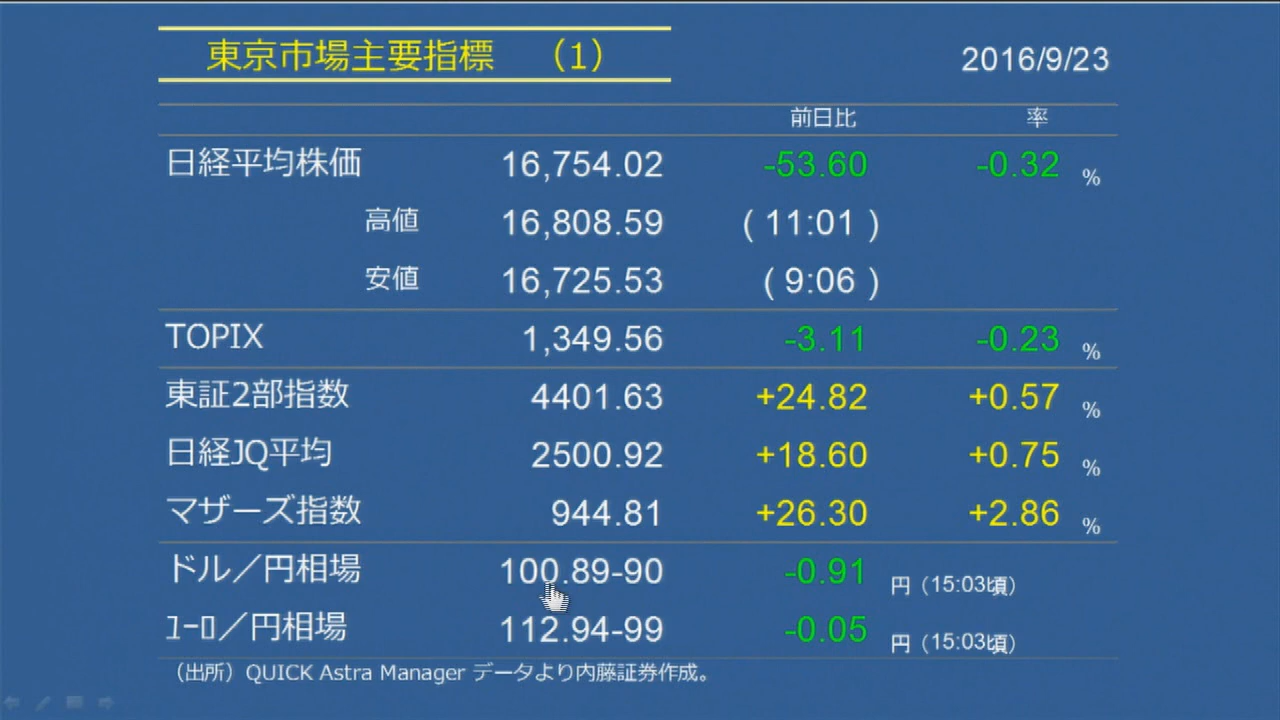 東京市場主要指標 （1）
2016/9/23
前日比 率
日経平均株価 16,754.02 -53.60 -0.32 %
高値 16,808.59 ( 11:01 )
安値 16,725.53 ( 9:06 )
TOPIX 1,349.56 -3.11 -0.23 %
東証2部指数 4401.63 +24.82 +0.57 %
日経JQ平均 2500.92 +18.60 +0.75 %
マザーズ指数 944.81 +26.30 +2.86 %
ドル／円相場 100.89-90 -0.91 円（15:03頃）
ﾕｰﾛ／円相場 112.94-99 -0.05 円（15:03頃）
（出所）QUICK Astra Manager データより内藤証券作成。